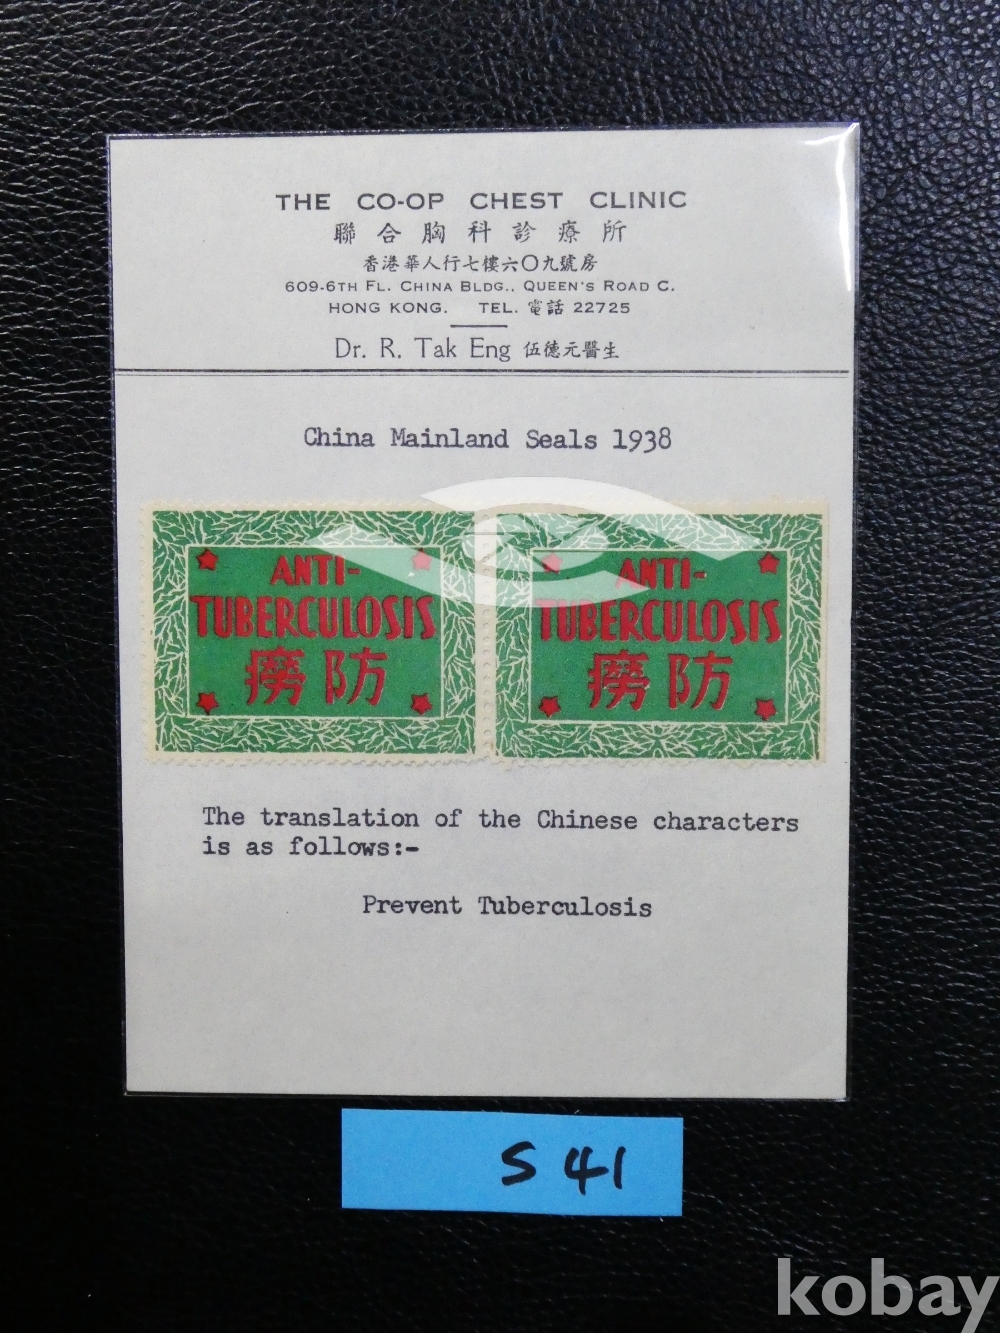 THE CO-OP CHEST CLINIC
聯合胸科診療所
香港華人行七樓六〇九號房
609-6TH FL. CHINA BLDG., QUEEN'S ROAD C.
HONG KONG. TEL. 電話 22725
Dr. R. Tak Eng 伍德元醫生
China Mainland Seals 1938
ANTI-
TUBERCULOSIS
癆防
ANTI-
TUBERCULOSIS
癆防
The translation of the Chinese characters
is as follows:-
Prevent Tuberculosis
S 41
kobay